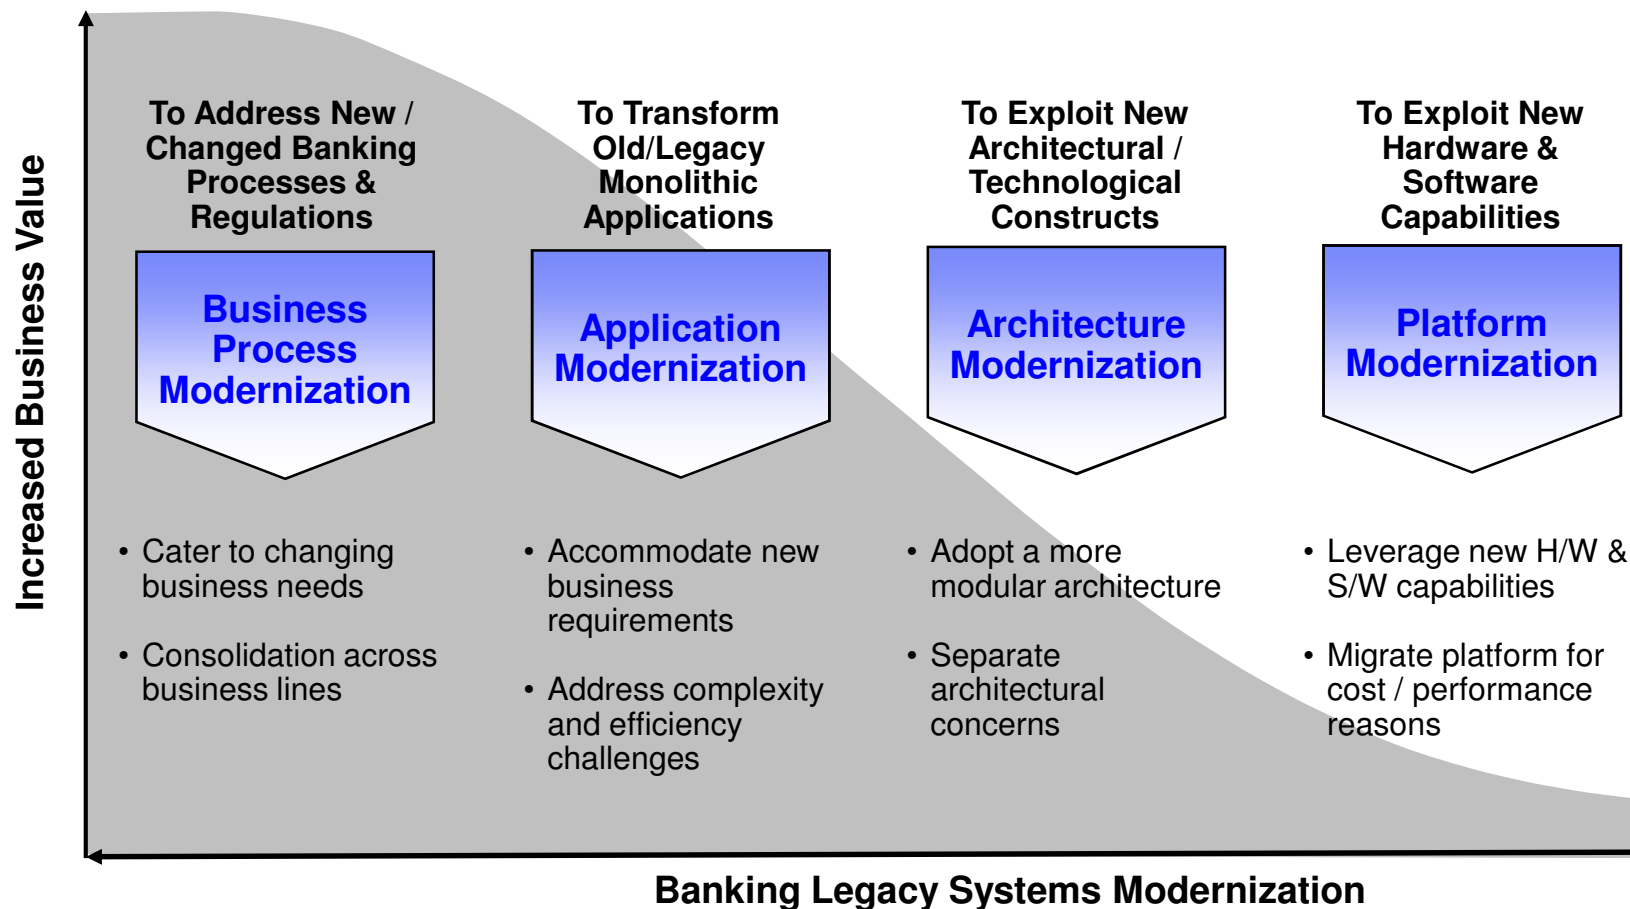 Increased Business Value
To Address New /
Changed Banking
Processes &
Regulations
Business
Process
Modernization
• Cater to changing
business needs
• Consolidation across
business lines
To Transform
Old/Legacy
Monolithic
Applications
Application
Modernization
• Accommodate new
business
requirements
• Address complexity
and efficiency
challenges
To Exploit New
Architectural /
Technological
Constructs
Architecture
Modernization
• Adopt a more
modular architecture
• Separate
architectural
concerns
To Exploit New
Hardware &
Software
Capabilities
Platform
Modernization
• Leverage new H/W &
S/W capabilities
• Migrate platform for
cost / performance
reasons
Banking Legacy Systems Modernization